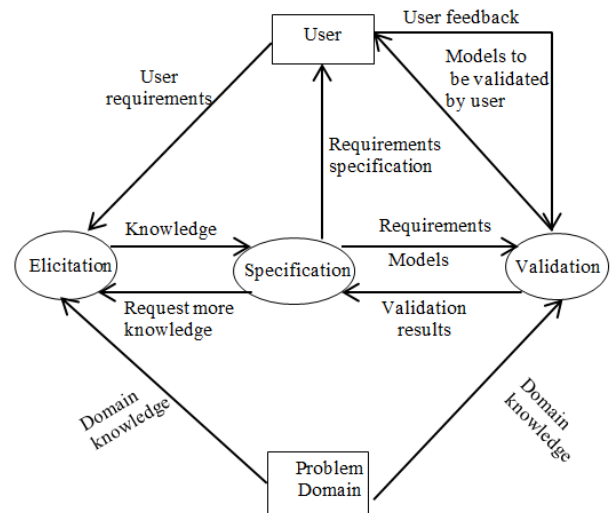 User feedback
User
Models to
be validated
by user
User
requirements
Requirements
specification
Knowledge
Requirements
Elicitation
Specification
Models
Validation
Request more
knowledge
Validation
results
Domain
knowledge
Domain
knowledge
Problem
Domain